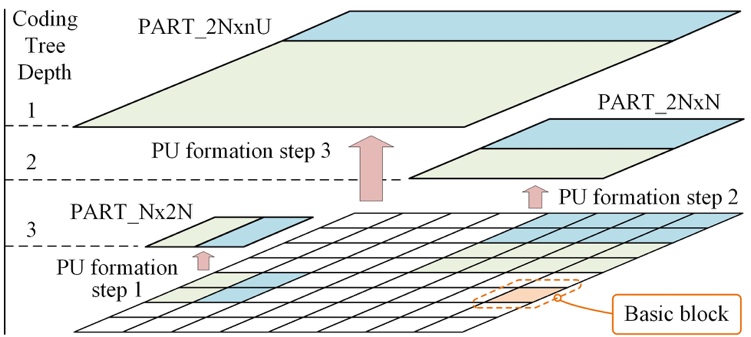 Coding
Tree
Depth
PART_2NxnU
1
PART_2NxN
PU formation step 3
2
PU formation step 2
PART_Nx2N
3
PU formation
step 1
Basic block